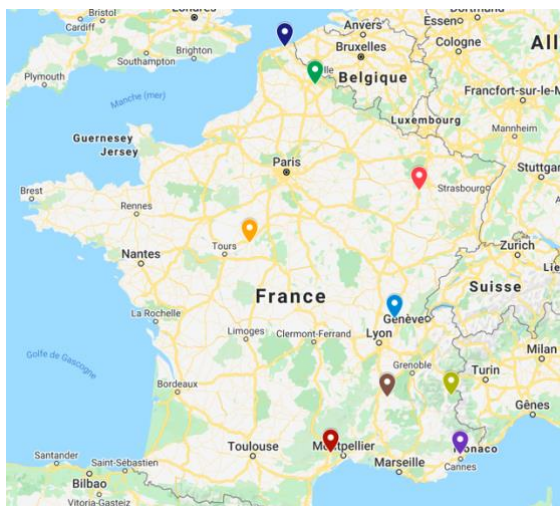 Bristol
Cardiff
Londres
Anvers
Essen
Dortmund
Bruxelles
Cologne
Southampton
Brighton
Belgique
Plymouth
Francfort-sur-le-M
Manche (mer)
Luxembourg
Mannheim
Guernesey
Jersey
Paris
Stuttgart
Strasbourg
Brest
Rennes
Tours
Nantes
Zurich
Suisse
Lie
France
Genève
La Rochelle
Limoges
Clermont-Ferrand
Lyon
Milan
Golfe de Gascogne
Grenoble
Turin
Bordeaux
Gênes
Montpellier
Monaco
Santander
Saint-Sébastien
Toulouse
Marseille
Cannes
Bilbao
Vitoria-Gasteiz